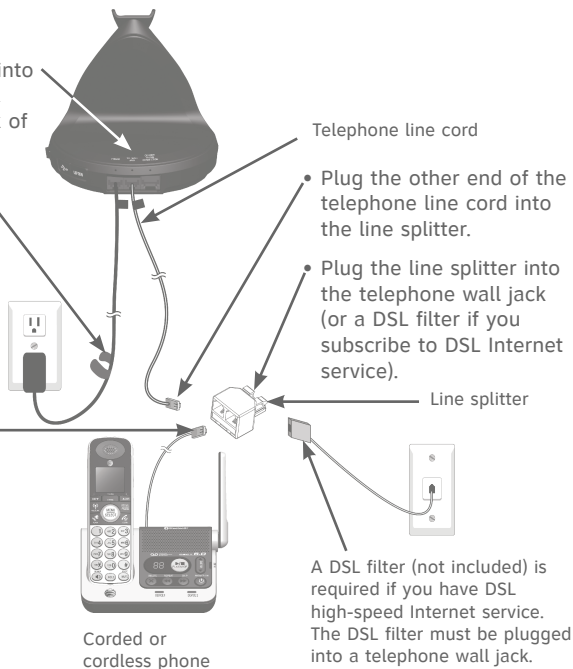 into
of
Telephone line cord
• Plug the other end of the
telephone line cord into
the line splitter.
• Plug the line splitter into
the telephone wall jack
(or a DSL filter if you
subscribe to DSL Internet
service).
Line splitter
A DSL filter (not included) is
required if you have DSL
high-speed Internet service.
The DSL filter must be plugged
into a telephone wall jack.
Corded or
cordless phone